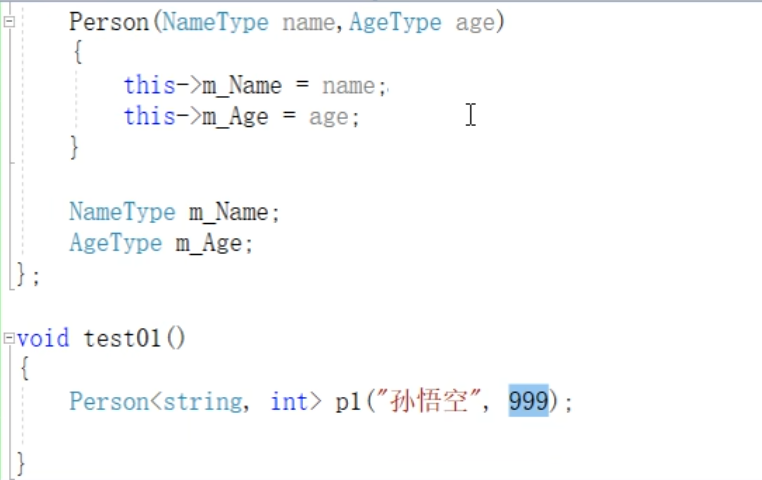 Person(NameType name,AgeType age)
{
this->m_Name = name;
this->m_Age = age;
}
NameType m_Name;
AgeType m_Age;
};
void test01()
{
Person<string, int> p1("孙悟空", 999);
}